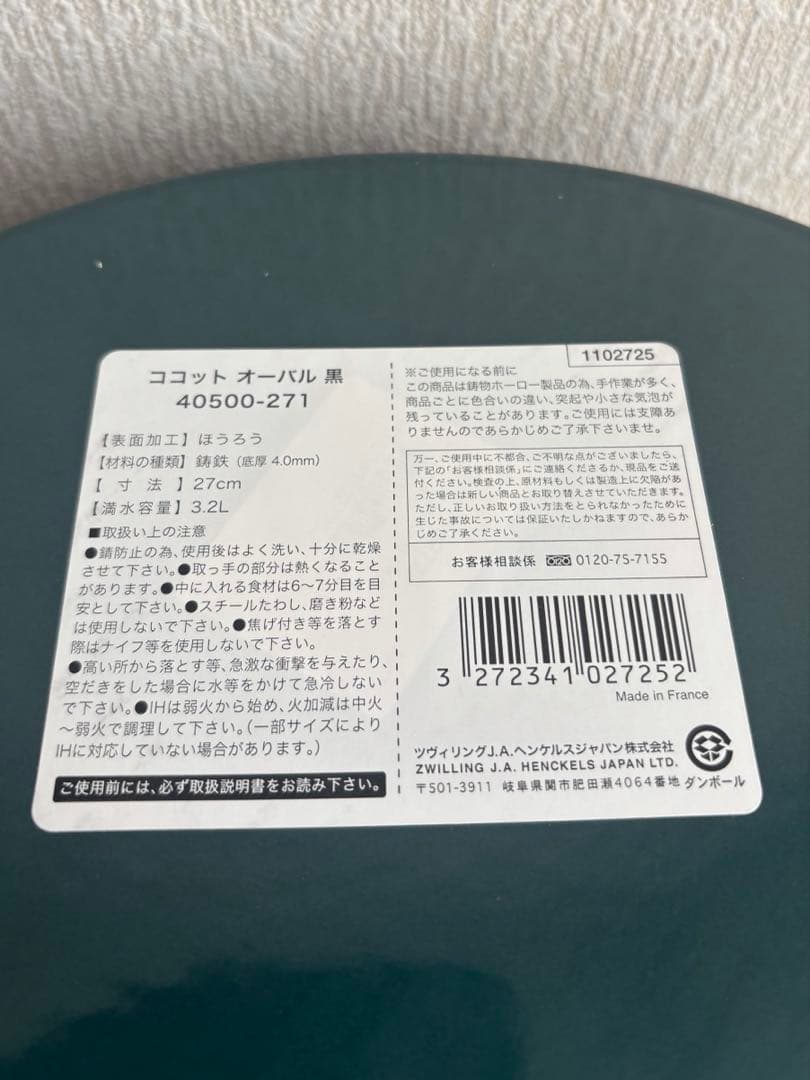 ココット オーバル 黒
40500-271
【表面加工】ほうろう
【材料の種類】鋳鉄（底厚 4.0mm）
【 寸 法 】27cm
【満水容量】3.2L
■取扱い上の注意
●錆防止の為、使用後はよく洗い、十分に乾燥
させて下さい。●取っ手の部分は熱くなること
があります。●中に入れる食材は6〜7分目を目
安として下さい。●スチールたわし、磨き粉など
は使用しないで下さい。●焦げ付き等を落とす
際はナイフ等を使用しないで下さい。
●高い所から落とす等、急激な衝撃を与えたり、
空だきをした場合に水等をかけて急冷しない
で下さい。●IHは弱火から始め、火加減は中火
〜弱火で調理して下さい。（一部サイズにより
IHに対応していない場合があります。）
ご使用前には、必ず取扱説明書をお読み下さい。
1102725
※ご使用になる前に
この商品は鋳物ホーロー製品の為、手作業が多く、
商品ごとに色合いの違い、突起や小さな気泡が
残っていることがあります。ご使用には支障あ
りませんのであらかじめご了承下さいませ。
万一、ご使用中に不都合、ご不明な点がございましたら、
下記の「お客様相談係」にご連絡くださるか、現品をご送
付ください。検査の上、原材料もしくは製造上に欠陥があ
った場合は新しい商品とお取り替えさせていただきます。
ただし、正しいお取り扱い方法をとられなかったために
生じた事故については保証いたしかねますので、あらか
じめご了承ください。
お客様相談係 0120-75-7155
3 272341 027252
Made in France
ツヴィリングJ.A.ヘンケルスジャパン株式会社
ZWILLING J.A. HENCKELS JAPAN LTD.
〒501-3911 岐阜県関市肥田瀬4064番地
ダンボール